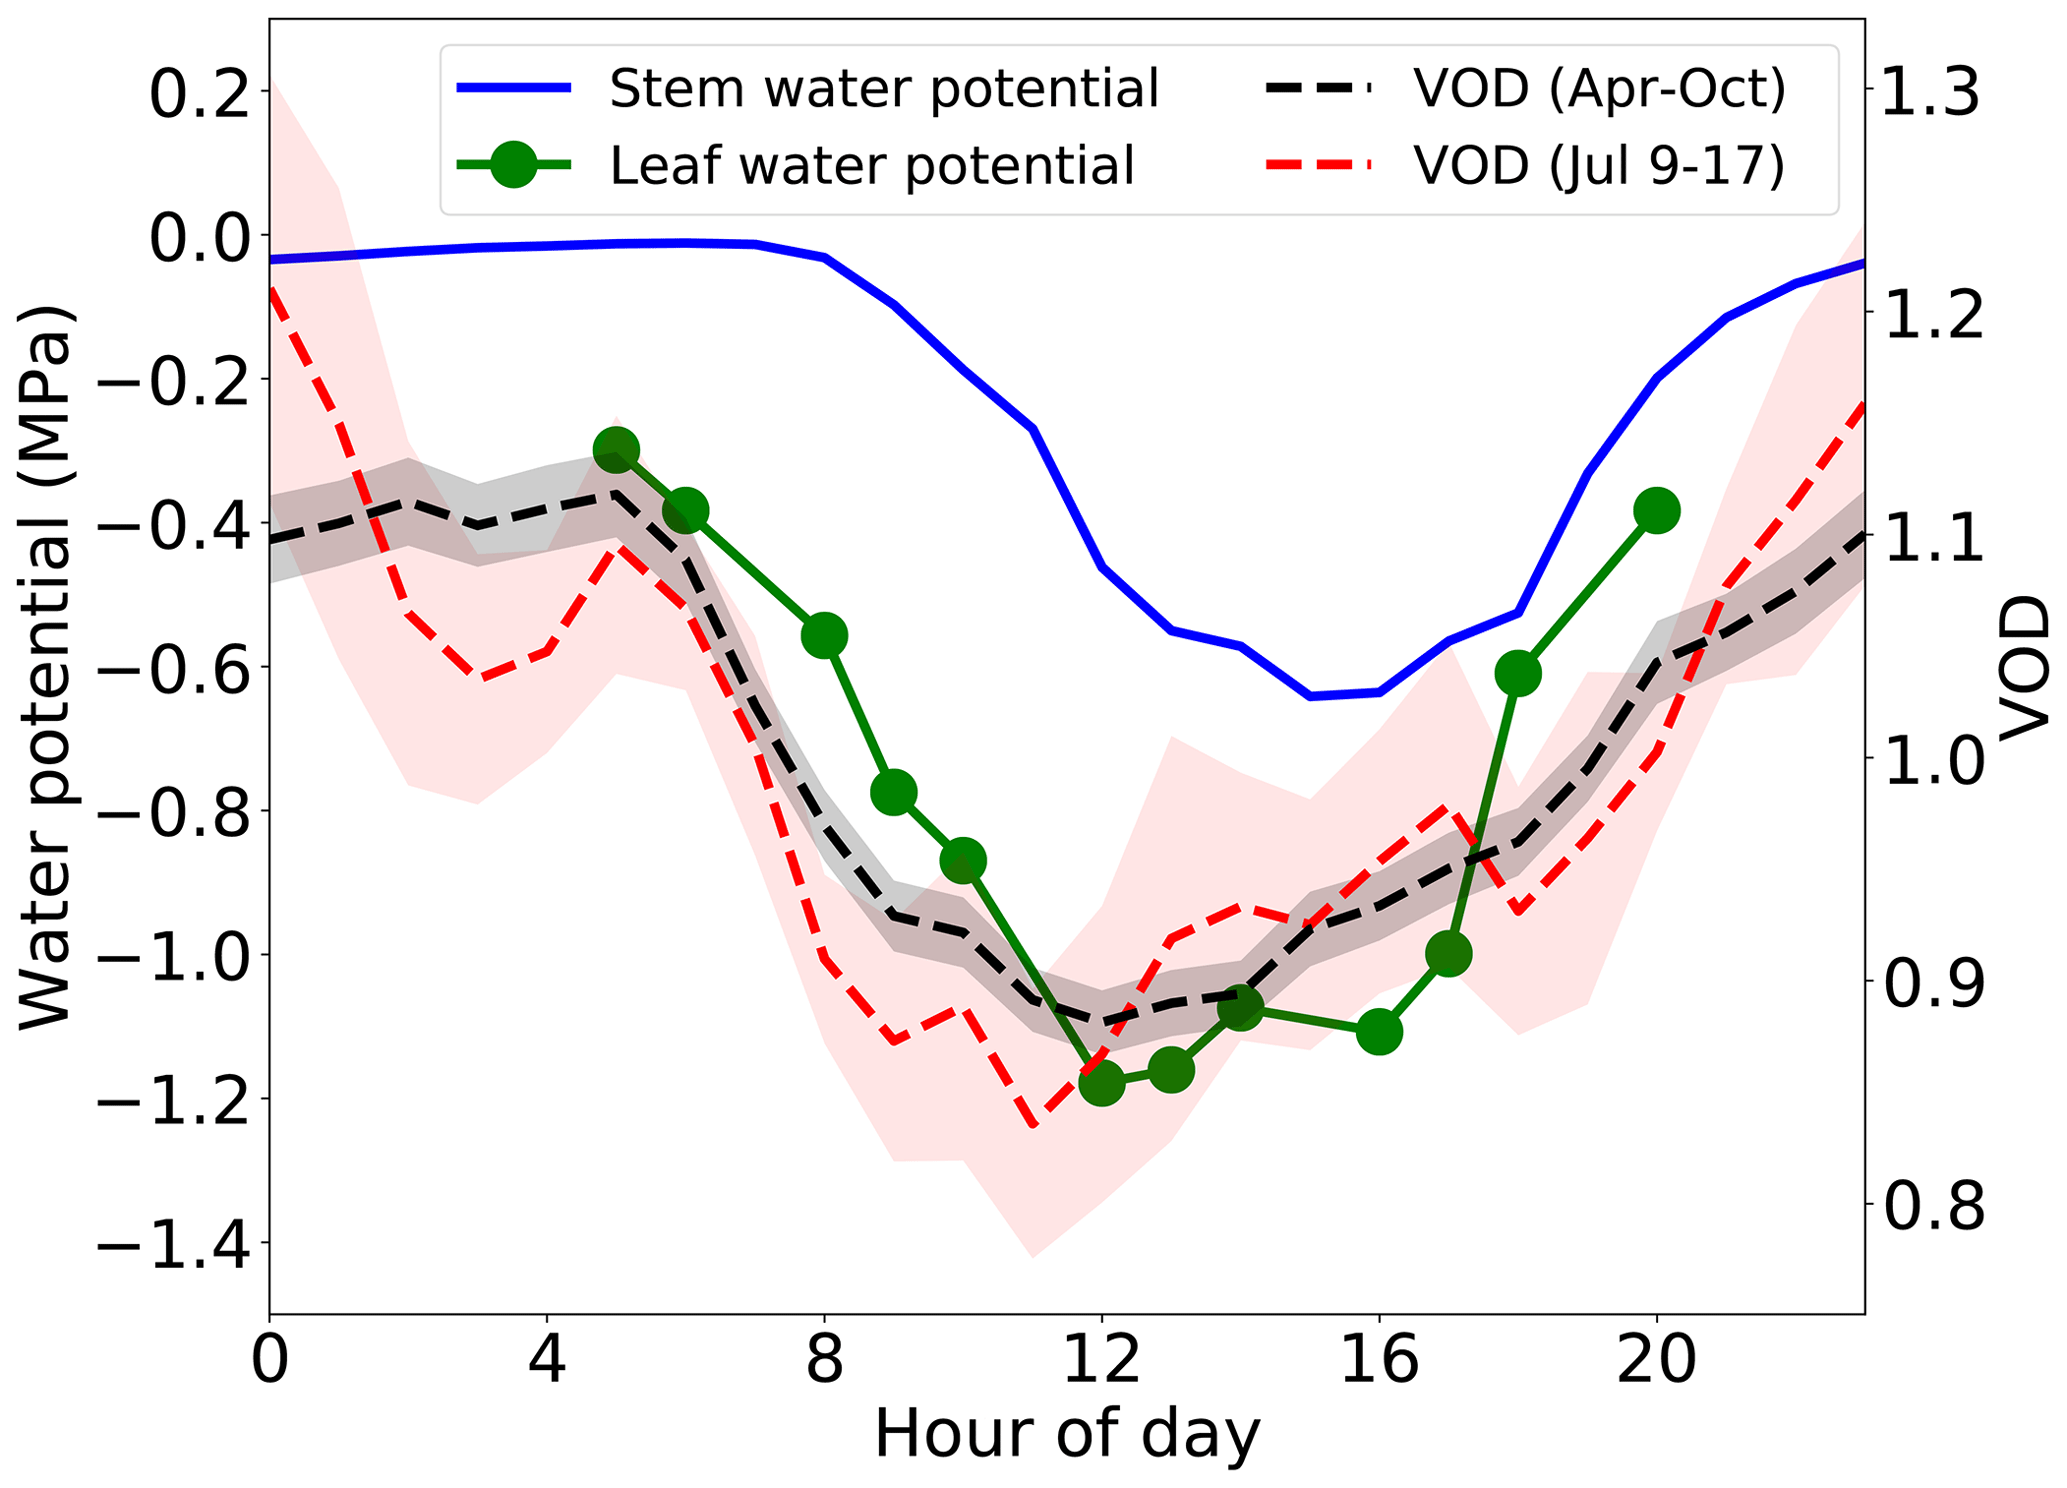 Stem water potential
Leaf water potential
VOD (Apr-Oct)
VOD (Jul 9-17)
Water potential (MPa)
0.2
0.0
−0.2
−0.4
−0.6
−0.8
−1.0
−1.2
−1.4
1.3
1.2
1.1
1.0
0.9
0.8
VOD
0 4 8 12 16 20
Hour of day